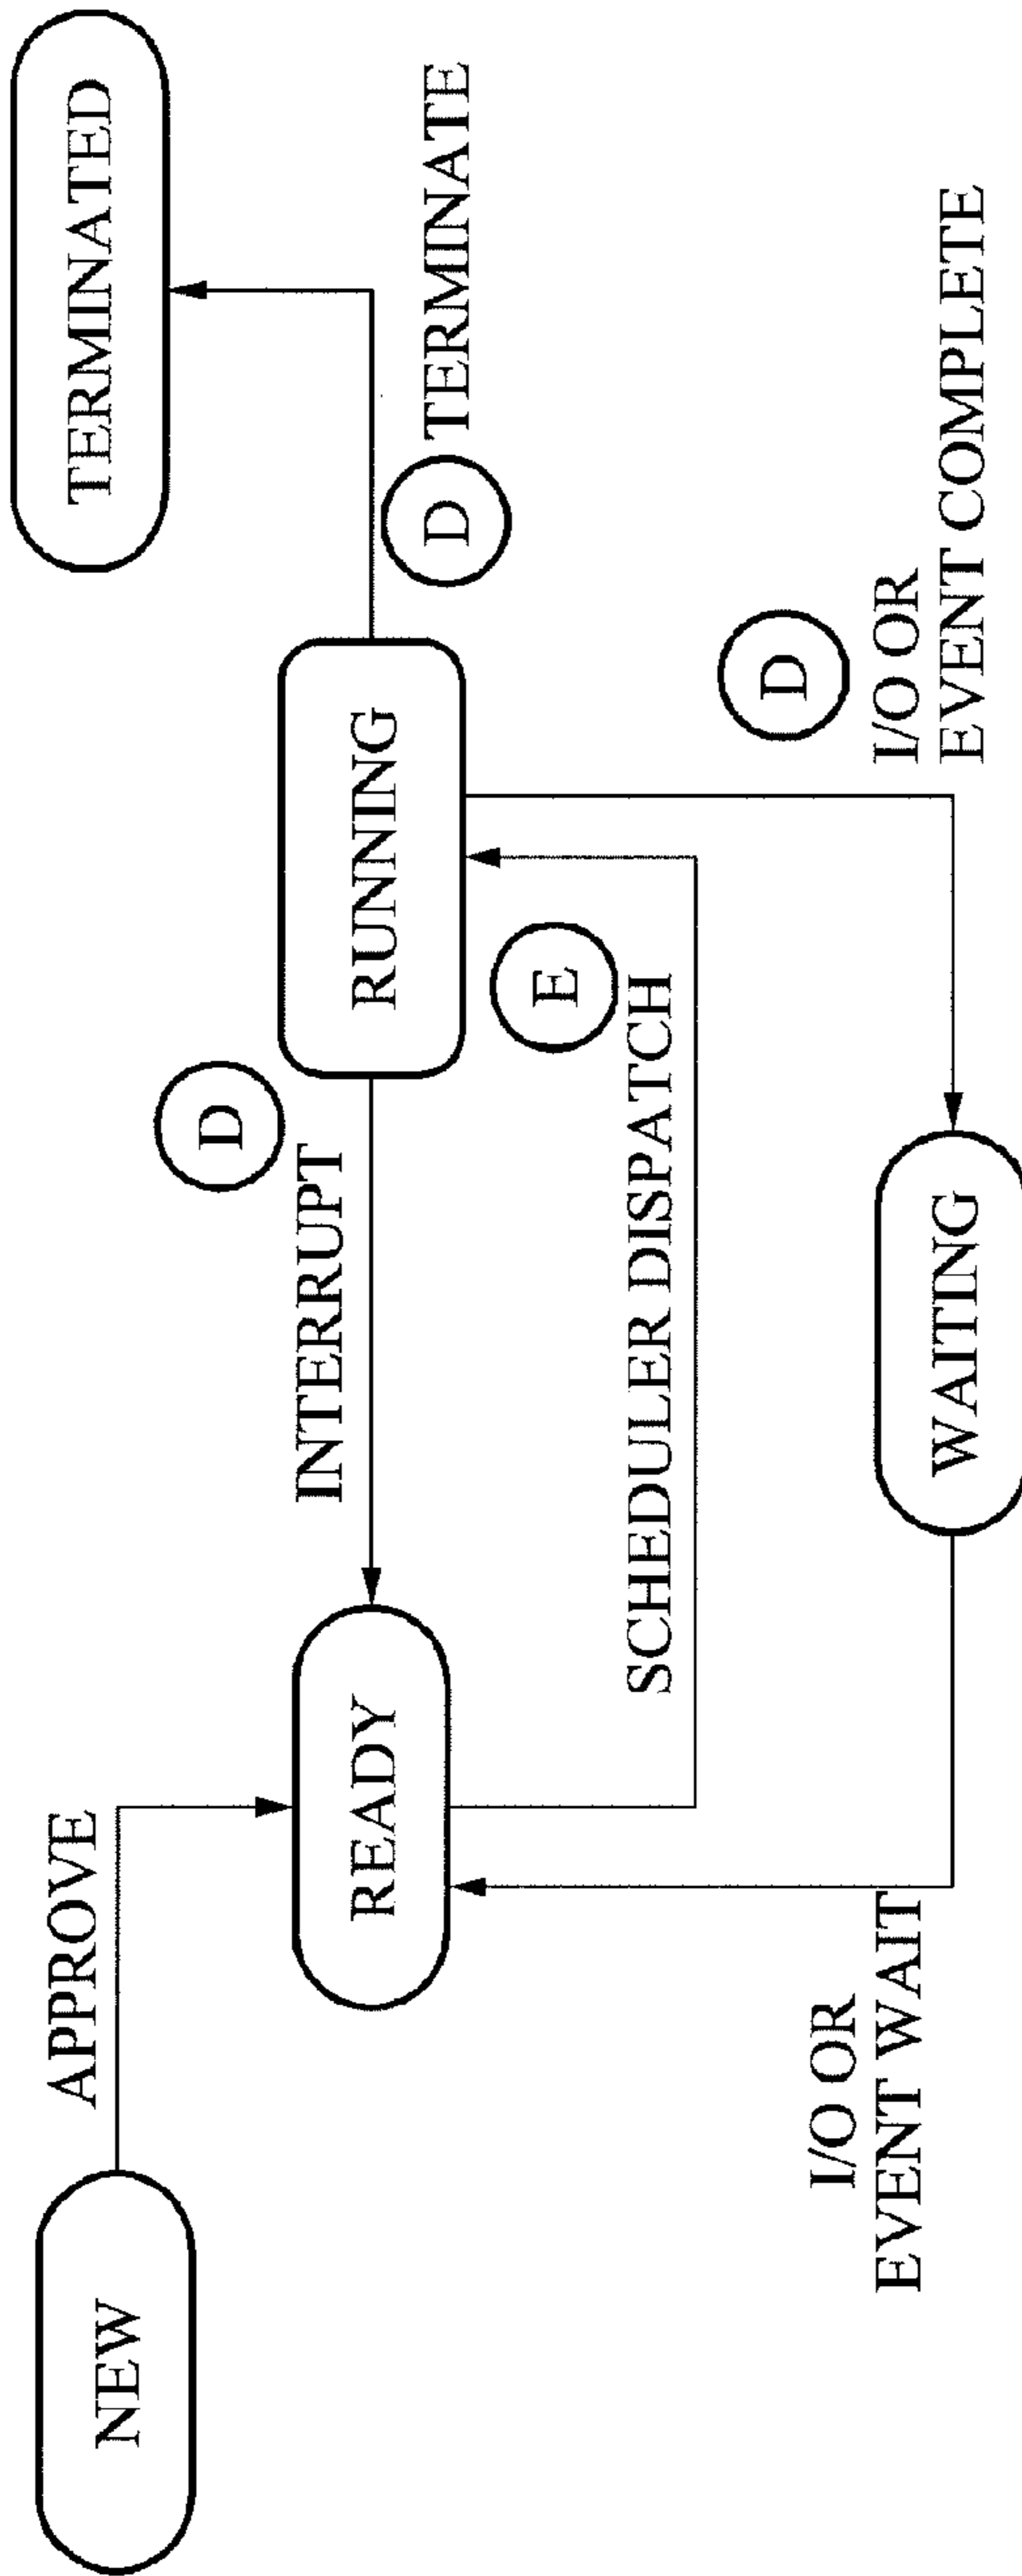 NEW
APPROVE
TERMINATED
D
INTERRUPT
READY
RUNNING
D
TERMINATE
E
SCHEDULER DISPATCH
D
I/O OR
EVENT WAIT
I/O OR
EVENT COMPLETE
WAITING